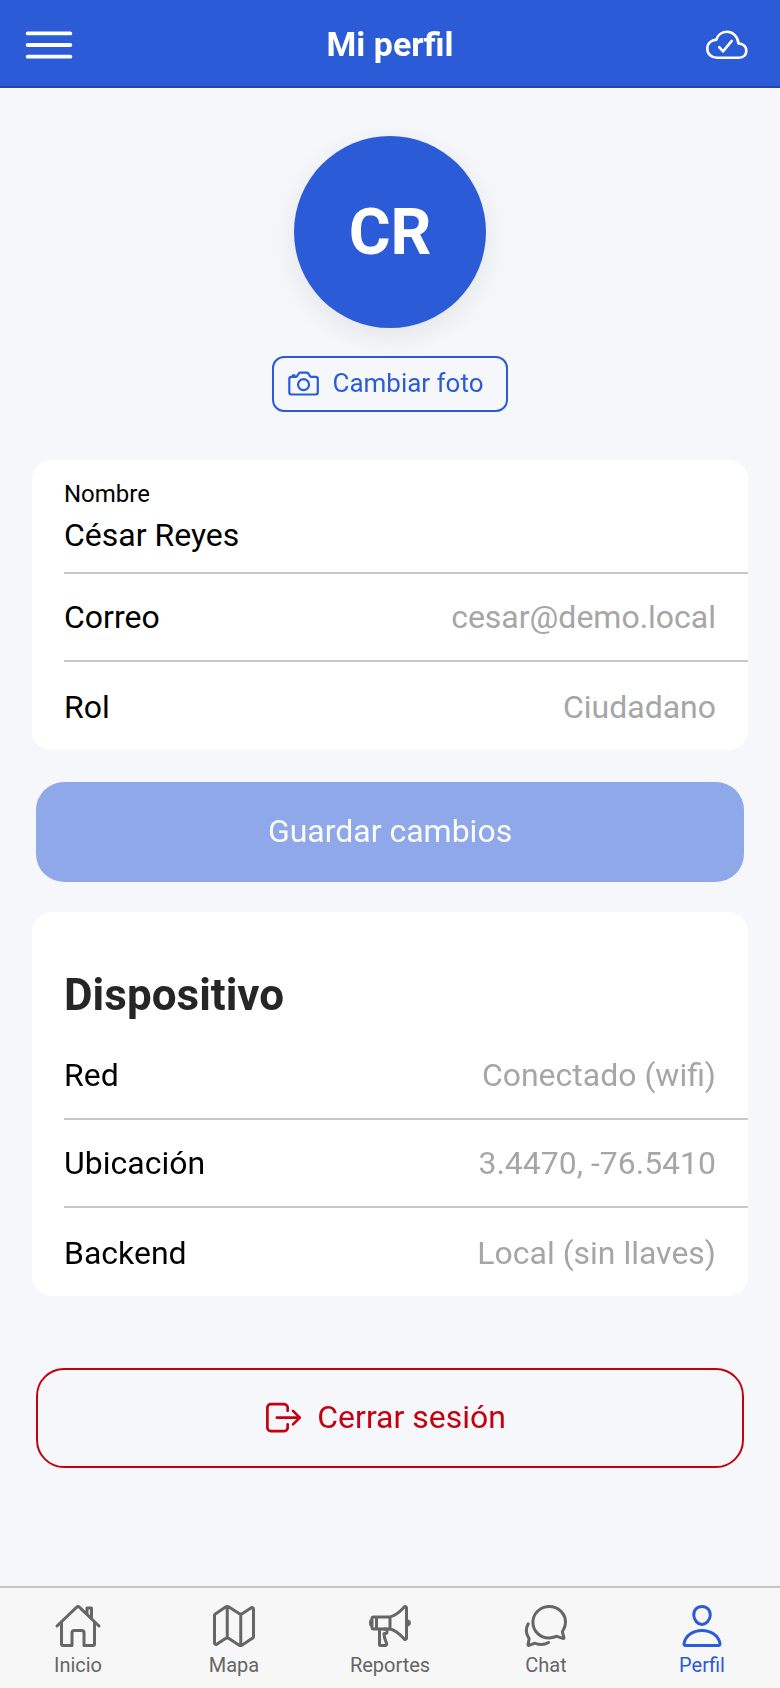 Mi perfil
CR
Cambiar foto
Nombre
César Reyes
Correo cesar@demo.local
Rol Ciudadano
Guardar cambios
Dispositivo
Red Conectado (wifi)
Ubicación 3.4470, -76.5410
Backend Local (sin llaves)
Cerrar sesión
Inicio Mapa Reportes Chat Perfil